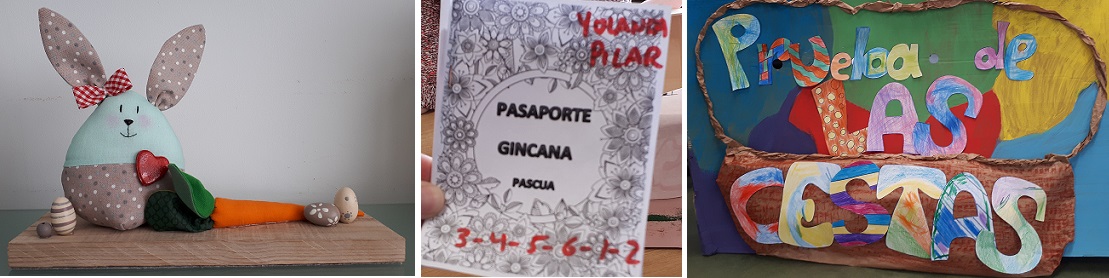 YOLANDA
PILAR
PASAPORTE
GINCANA
PASCUA
3-4-5-6-1-2
Prueba de
LAS
CESTAS